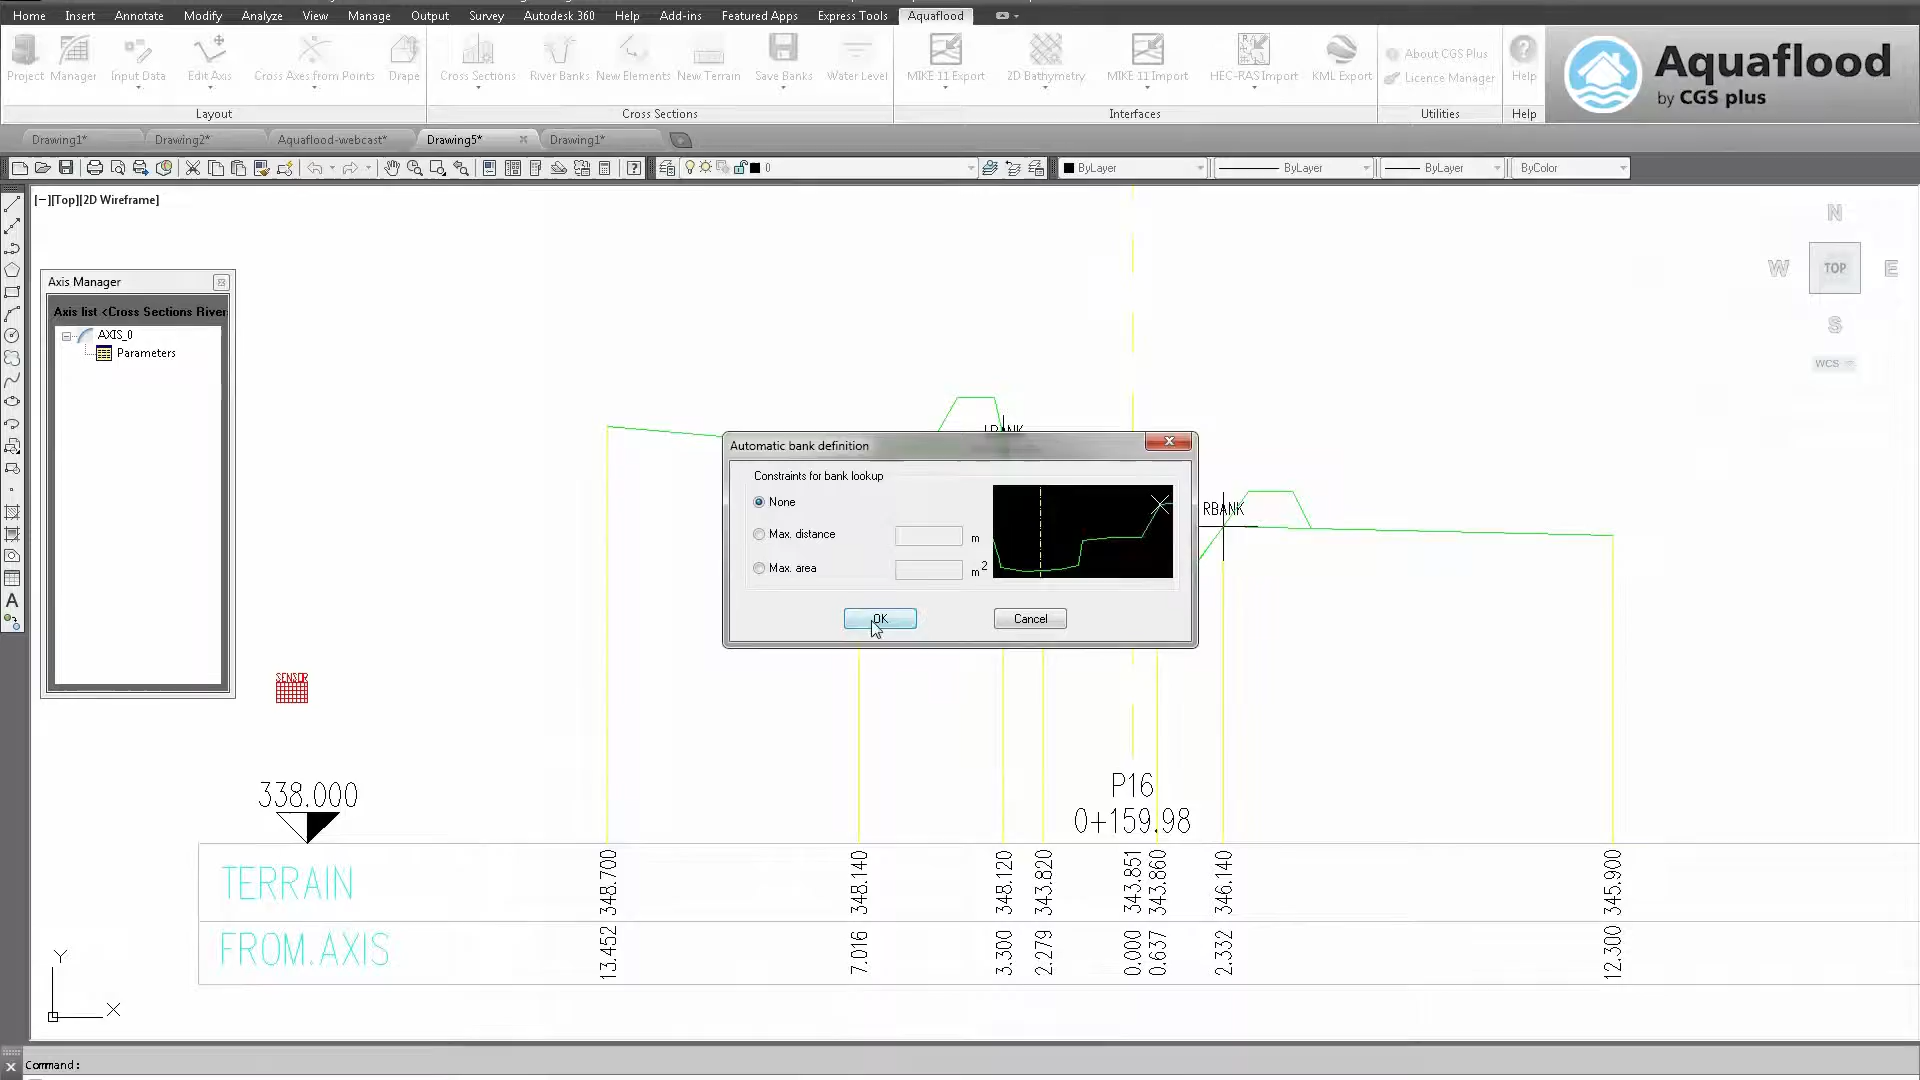 Home Insert Annotate Modify Analyze View Manage Output Survey Autodesk 360 Help Add-ins Featured Apps Express Tools Aquaflood
Project Manager Input Data Edit Axis Cross Axes from Points Drape Cross Sections River Banks New Elements New Terrain Save Banks Water Level MIKE 11 Export 2D Bathymetry MIKE 11 Import HEC-RAS Import KML Export About CGS Plus Licence Manager Help
Layout Cross Sections Interfaces Utilities Help
Aquaflood
by CGS plus
Drawing1* Drawing2* Aquaflood-webcast* Drawing5* Drawing1*
0 ByLayer ByLayer ByLayer ByColor
[−][Top][2D Wireframe]
N
W TOP E
S
WCS
Axis Manager
Axis list <Cross Sections River
AXIS_0
Parameters
LBANK
Automatic bank definition
Constraints for bank lookup
None
Max. distance m
Max. area m2
OK Cancel
RBANK
SENSOR
338.000
P16
0+159.98
TERRAIN 348.700 348.140 348.120 343.820 343.851 343.860 346.140 345.900
FROM.AXIS 13.452 7.016 3.300 2.279 0.000 0.637 2.332 12.300
Y
X
A
Command: